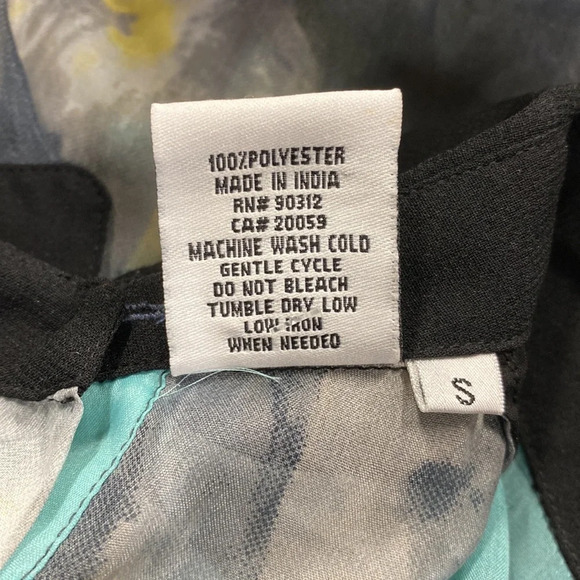 100%POLYESTER
MADE IN INDIA
RN# 90312
CA# 20059
MACHINE WASH COLD
GENTLE CYCLE
DO NOT BLEACH
TUMBLE DRY LOW
LOW IRON
WHEN NEEDED
S